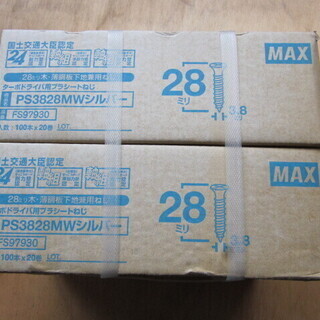 国土交通大臣認定
MAX
24
28ミリ木・薄鋼板下地兼用ねじ
ターボドライバ用プラシートねじ
PS3828MWシルバー
FS97930
100本×20巻 LOT.
28
ミリ
3.8
土交通大臣認定
MAX
28ミリ木・薄鋼板下地兼用ねじ
ボドライバ用プラシートねじ
PS3828MWシルバー
FS97930
100本×20巻 LOT.
28
ミリ
3.8